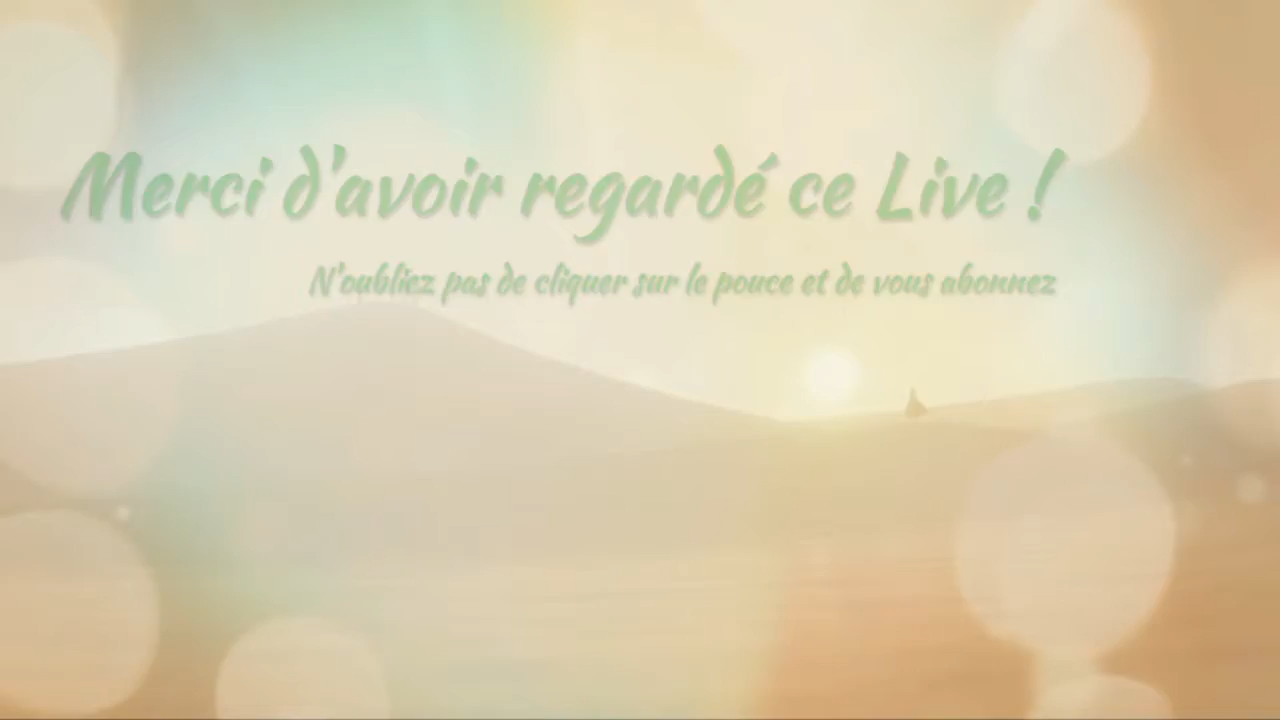 Merci d'avoir regardé ce Live !
N'oubliez pas de cliquer sur le pouce et de vous abonnez